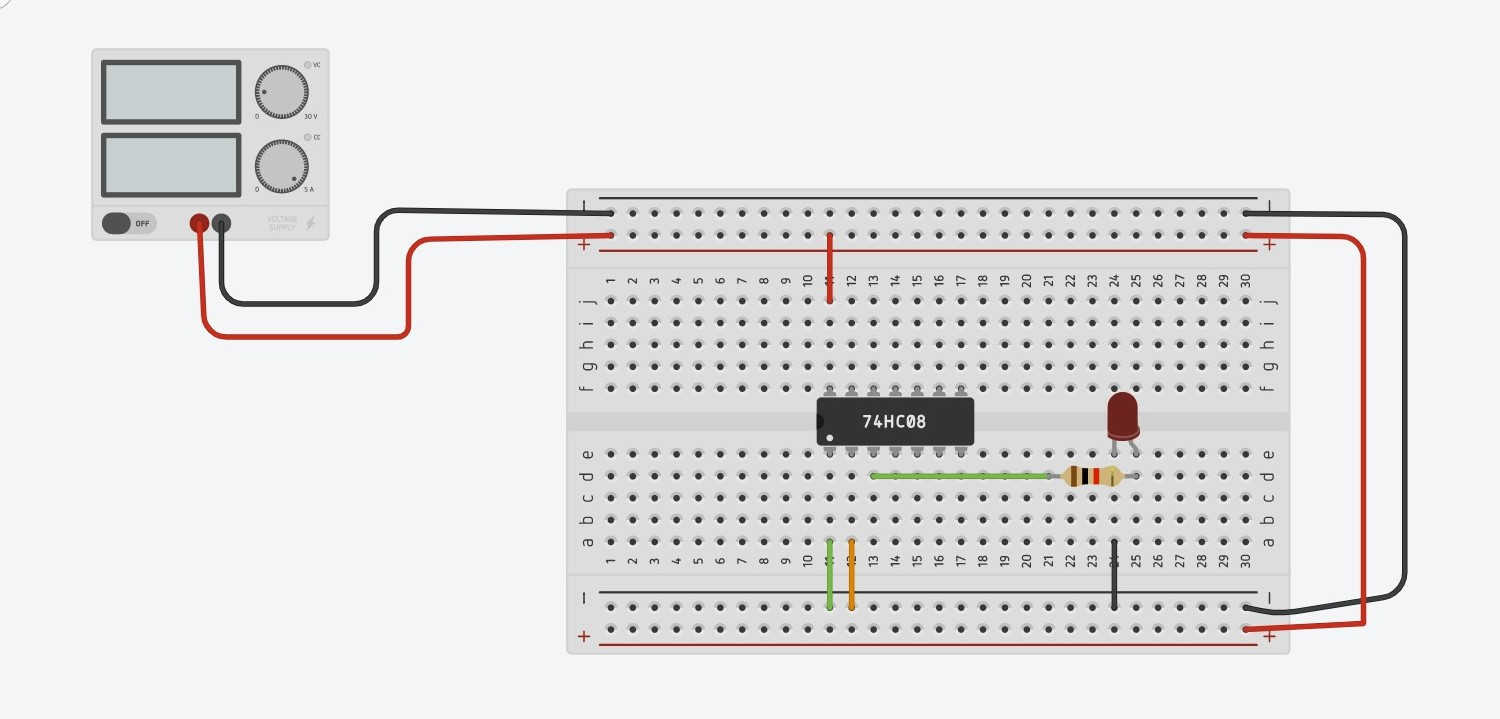 VC
0 30 V
CC
0 5 A
OFF
VOLTAGE
SUPPLY
− −
+ +
1 2 3 4 5 6 7 8 9 10 11 12 13 14 15 16 17 18 19 20 21 22 23 24 25 26 27 28 29 30
j j
i i
h h
g g
f f
74HC08
e e
d d
c c
b b
a a
1 2 3 4 5 6 7 8 9 10 11 12 13 14 15 16 17 18 19 20 21 22 23 24 25 26 27 28 29 30
− −
+ +